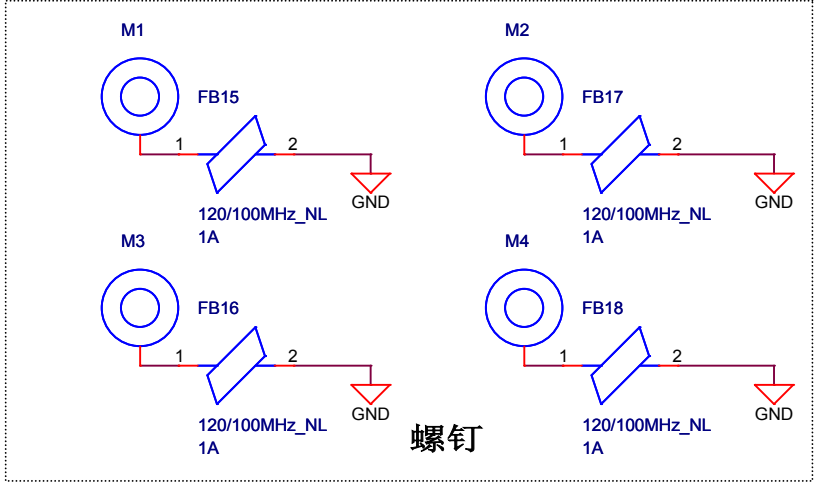 M1
M2
FB15
FB17
1
2
1
2
GND
GND
120/100MHz_NL
120/100MHz_NL
1A
1A
M3
M4
FB16
FB18
1
2
1
2
GND
GND
120/100MHz_NL
120/100MHz_NL
1A
1A
螺钉